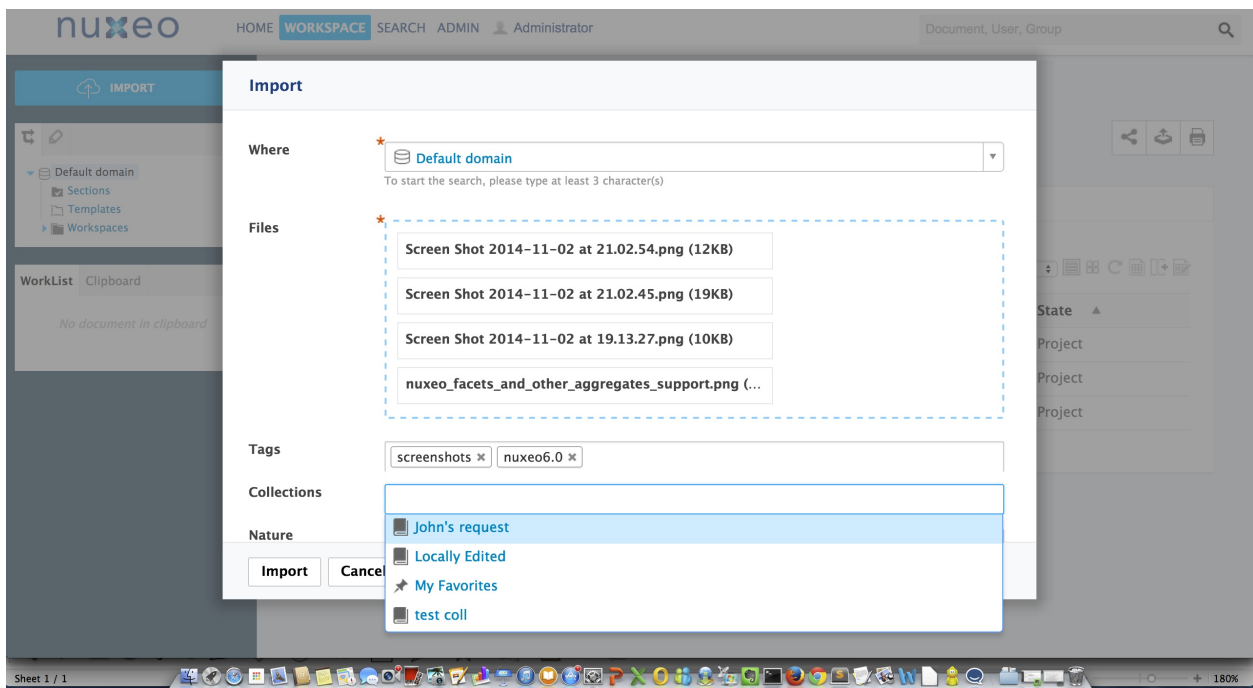 nuxeo HOME WORKSPACE SEARCH ADMIN Administrator Document, User, Group
IMPORT
Import
Where
Default domain
To start the search, please type at least 3 character(s)
Default domain
Sections
Templates
Workspaces
Files
Screen Shot 2014-11-02 at 21.02.54.png (12KB)
Screen Shot 2014-11-02 at 21.02.45.png (19KB)
Screen Shot 2014-11-02 at 19.13.27.png (10KB)
nuxeo_facets_and_other_aggregates_support.png (...
WorkList Clipboard
No document in clipboard
State
Project
Project
Project
Tags
screenshots nuxeo6.0
Collections
John's request
Locally Edited
My Favorites
test coll
Nature
Import Cancel
Sheet 1 / 1
180%